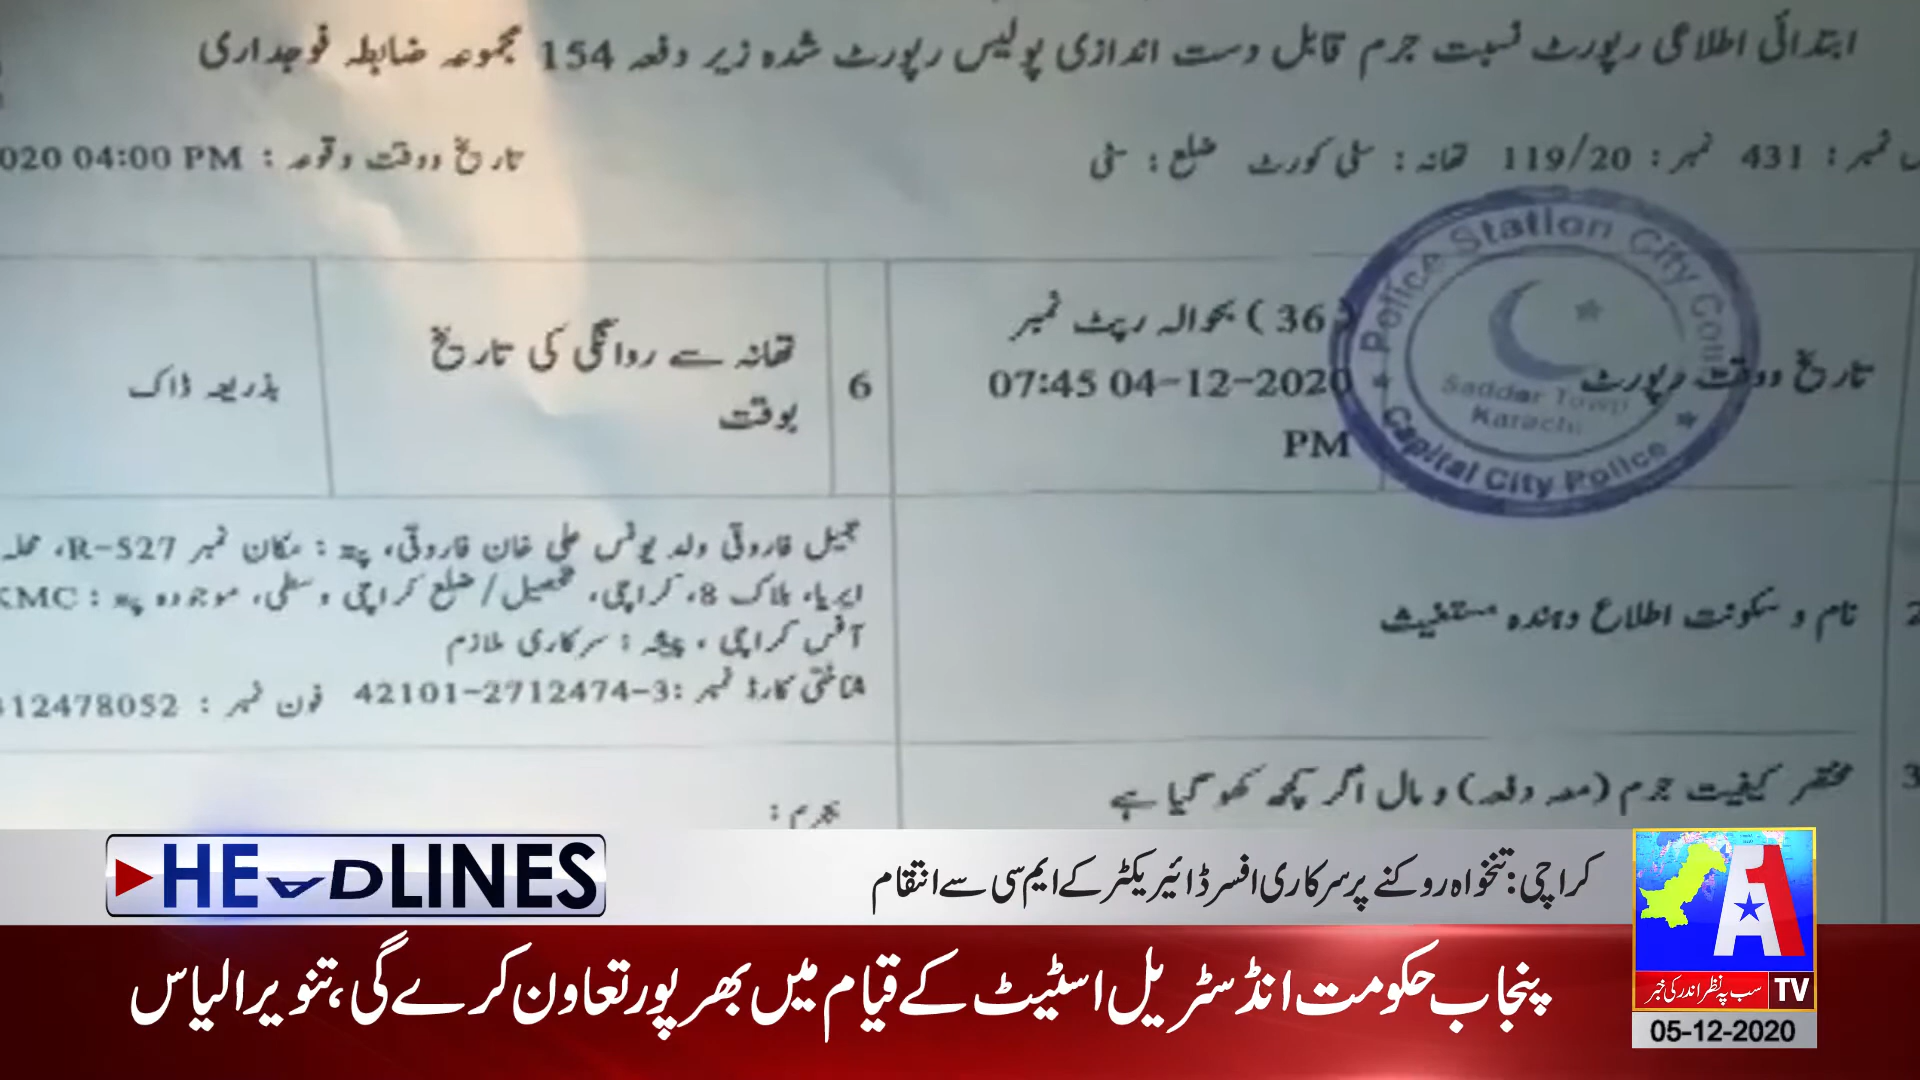 ابتدائی اطلاعی رپورٹ نسبت جرم قابل دست اندازی پولیس رپورٹ شدہ زیر دفعہ 154 مجموعہ ضابطہ فوجداری
نمبر : 431 نمبر : 119/20 تھانہ : سٹی کورٹ ضلع : سٹی
تاریخ ووقت وقوعہ : 020 04:00 PM
Police Station City Court
Saddar Town
Karachi
Capital City Police
تاریخ ووقت رپورٹ
(36) بحوالہ رپٹ نمبر
07:45 04-12-2020
PM
6
تھانہ سے روانگی کی تاریخ
بوقت
بذریعہ ڈاک
2
نام و سکونت اطلاع دہندہ مستغیث
جمیل فاروقی ولد یونس علی خان فاروقی، پتہ : مکان نمبر R-527، محلہ
ایریا، بلاک 8، کراچی، تحصیل/ضلع کراچی وسطی، موجودہ پتہ : KMC
آفس کراچی ، پیشہ : سرکاری ملازم
کارڈ نمبر :42101-2712474-3 فون نمبر : 12478052
3
مختصر کیفیت جرم (معہ دفعہ) و مال اگر کچھ کھو گیا ہے
جرم :
HEADLINES
کراچی: تنخواہ روکنے پر سرکاری افسر ڈائیریکٹر کے ایم سی سے انتقام
پنجاب حکومت انڈسٹریل اسٹیٹ کے قیام میں بھرپور تعاون کرے گی، تنویر الیاس
A1
سب پہ نظر اندر کی خبر
TV
05-12-2020